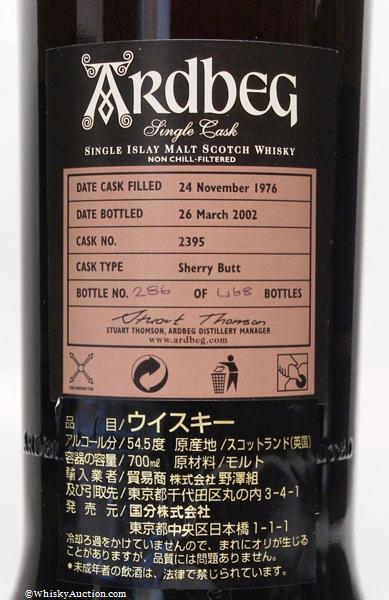 ARDBEG
Single Cask
SINGLE ISLAY MALT SCOTCH WHISKY
NON CHILL-FILTERED
DATE CASK FILLED 24 November 1976
DATE BOTTLED 26 March 2002
CASK NO. 2395
CASK TYPE Sherry Butt
BOTTLE NO. 286 OF 468 BOTTLES
Stuart Thomson
STUART THOMSON, ARDBEG DISTILLERY MANAGER
www.ardbeg.com
品目/ウイスキー
アルコール分/54.5度 原産地/スコットランド(英国)
容器の容量/700mℓ 原材料/モルト
輸入業者/貿易商 株式会社 野澤組
及び引取先/東京都千代田区丸の内3-4-1
発売元/国分株式会社
東京都中央区日本橋1-1-1
冷却ろ過をかけていませんので、まれにオリが生じる
ことがありますが、品質には問題ありません。
●未成年者の飲酒は、法律で禁じられています。
©WhiskyAuction.com